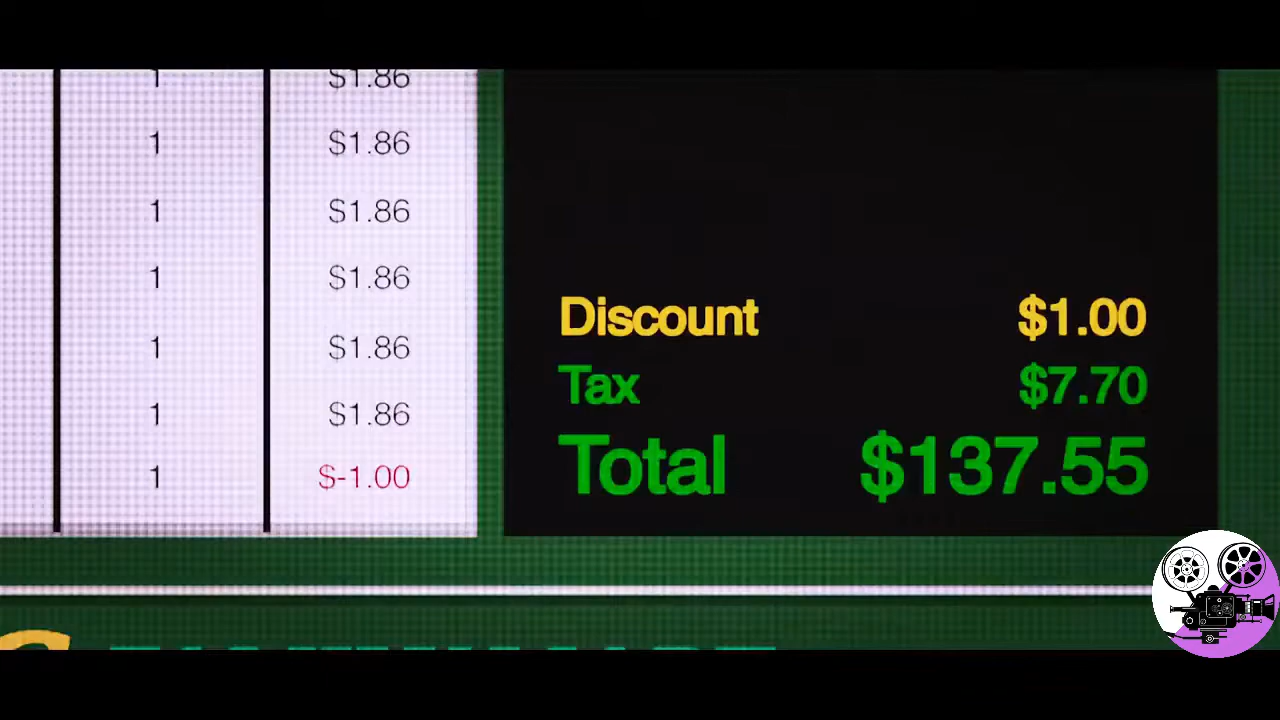 1 $1.86
1 $1.86
1 $1.86
1 $1.86
1 $1.86
1 $1.86
1 $-1.00
Discount $1.00
Tax $7.70
Total $137.55